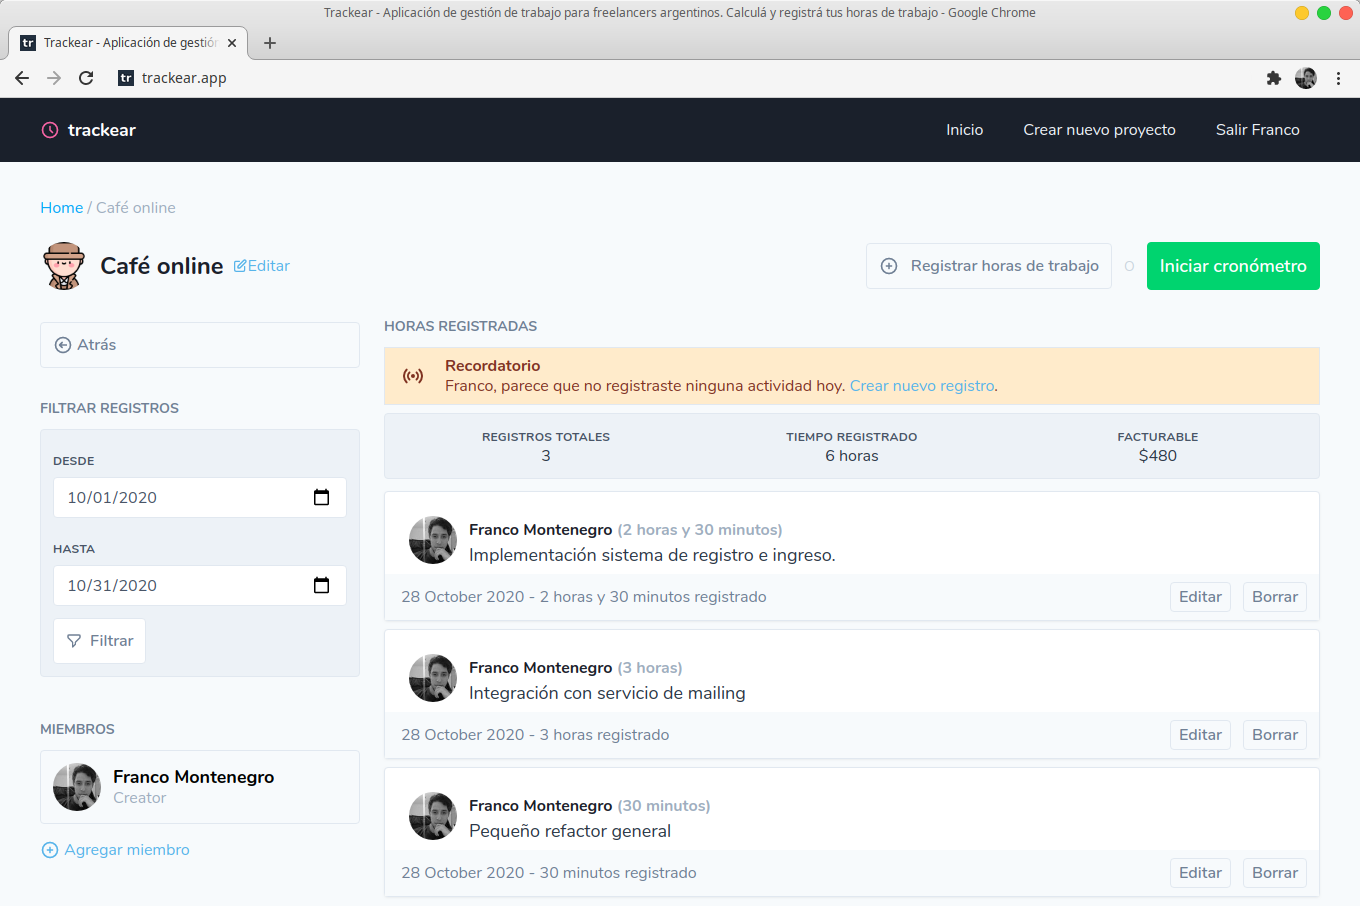 Trackear - Aplicación de gestión de trabajo para freelancers argentinos. Calculá y registrá tus horas de trabajo - Google Chrome
tr Trackear - Aplicación de gestión
tr trackear.app
trackear
Inicio
Crear nuevo proyecto
Salir Franco
Home / Café online
Café online
Editar
Registrar horas de trabajo
O
Iniciar cronómetro
Atrás
FILTRAR REGISTROS
DESDE
10/01/2020
HASTA
10/31/2020
Filtrar
MIEMBROS
Franco Montenegro
Creator
Agregar miembro
HORAS REGISTRADAS
Recordatorio
Franco, parece que no registraste ninguna actividad hoy. Crear nuevo registro.
REGISTROS TOTALES
3
TIEMPO REGISTRADO
6 horas
FACTURABLE
$480
Franco Montenegro (2 horas y 30 minutos)
Implementación sistema de registro e ingreso.
28 October 2020 - 2 horas y 30 minutos registrado
Editar
Borrar
Franco Montenegro (3 horas)
Integración con servicio de mailing
28 October 2020 - 3 horas registrado
Editar
Borrar
Franco Montenegro (30 minutos)
Pequeño refactor general
28 October 2020 - 30 minutos registrado
Editar
Borrar